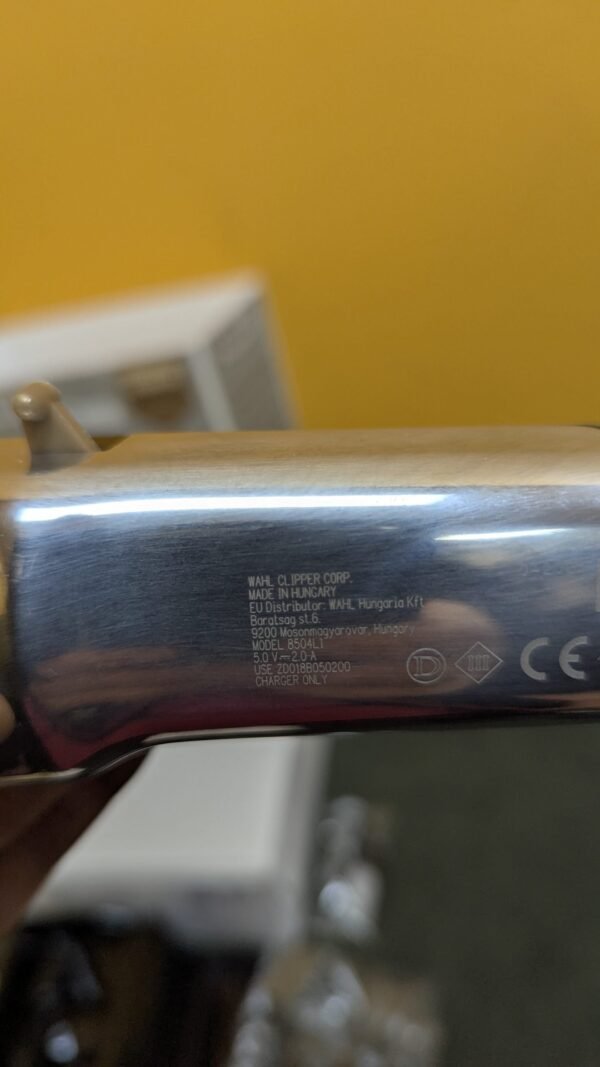 WAHL CLIPPER CORP.
MADE IN HUNGARY
EU Distributor: WAHL Hungaria Kft
Baratsag st.6.
9200 Mosonmagyarovar, Hungary
MODEL 8504L1
5.0 V⎓2.0 A
USE ZD018B050200
CHARGER ONLY
D
III
CE